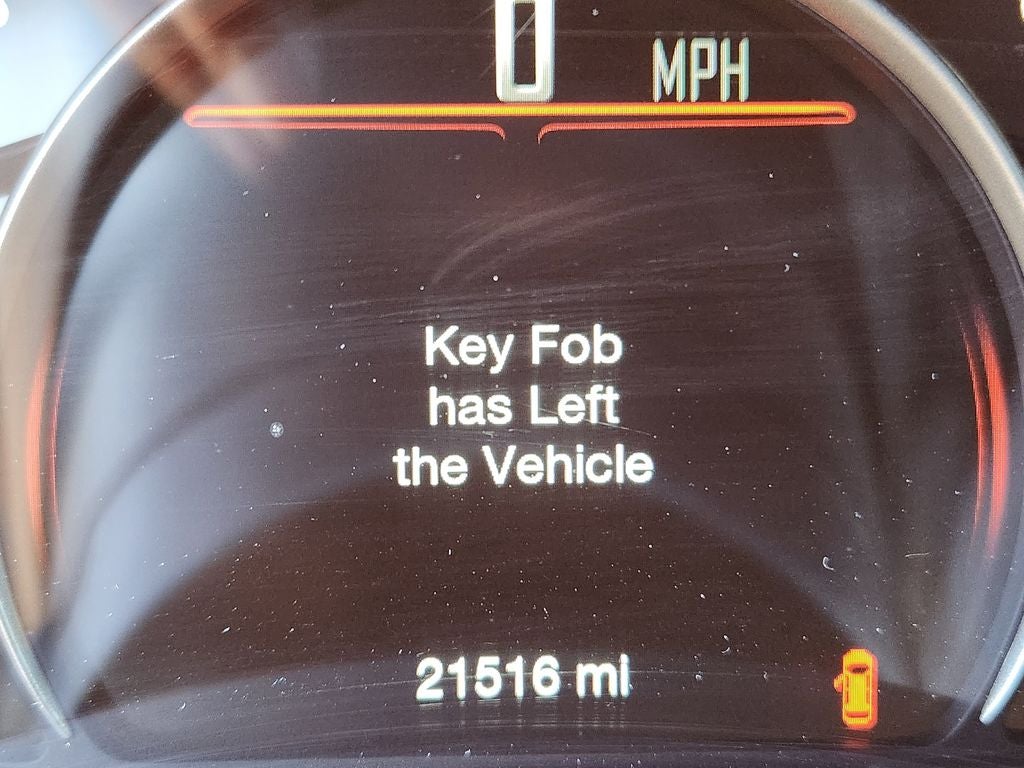 0 MPH
Key Fob
has Left
the Vehicle
21516 mi